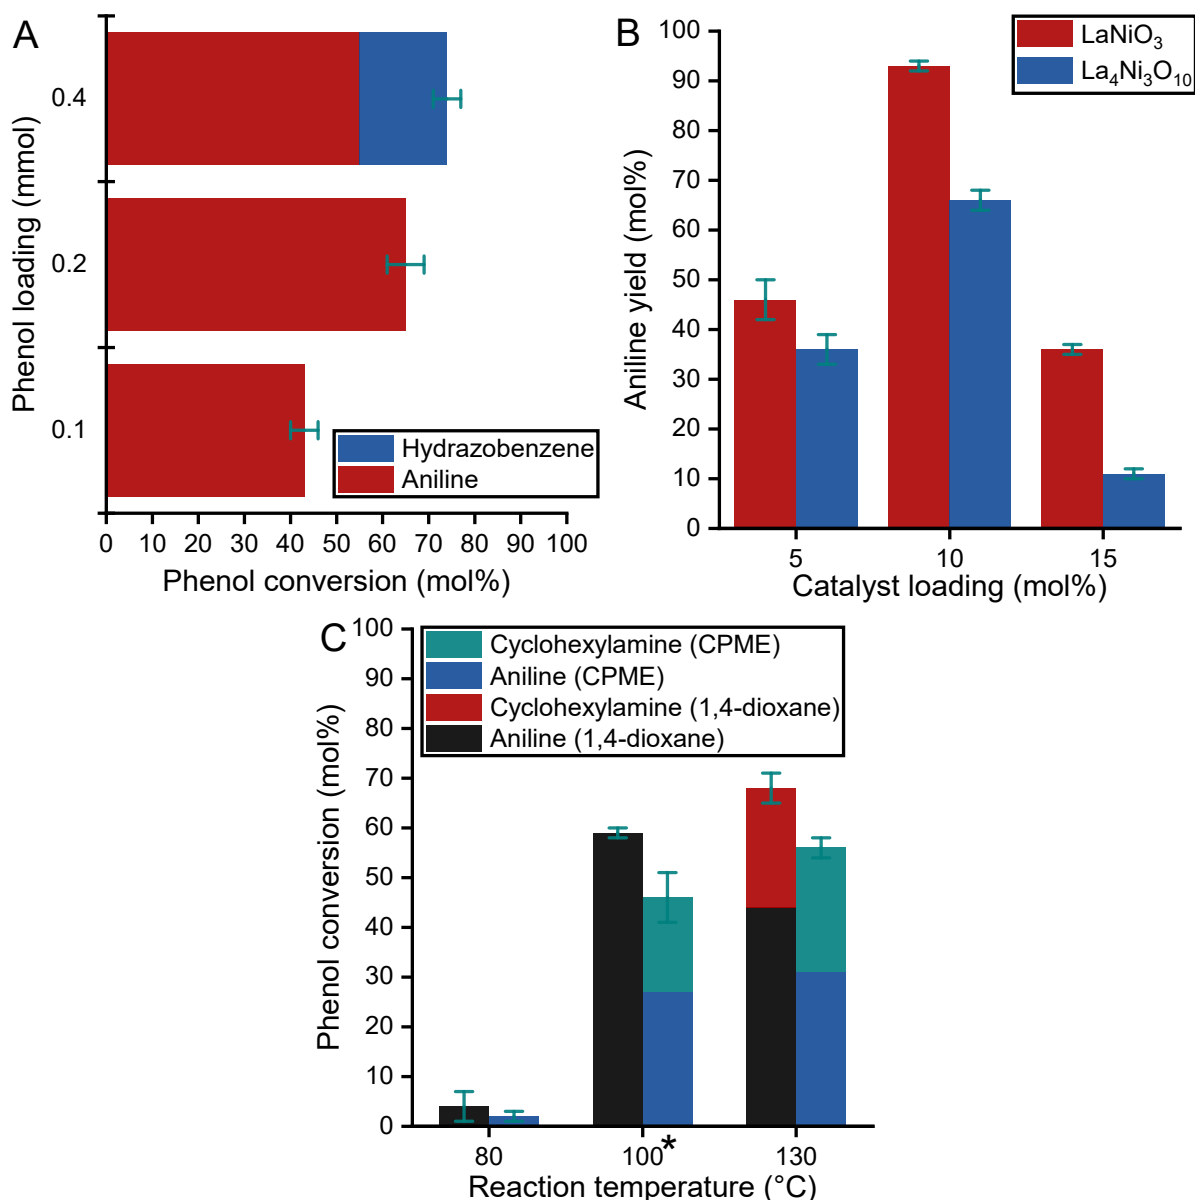 A
Phenol loading (mmol)
0.4
0.2
0.1
Hydrazobenzene
Aniline
0 10 20 30 40 50 60 70 80 90 100
Phenol conversion (mol%)
B
LaNiO₃
La₄Ni₃O₁₀
Aniline yield (mol%)
100
90
80
70
60
50
40
30
20
10
0
5 10 15
Catalyst loading (mol%)
C
Cyclohexylamine (CPME)
Aniline (CPME)
Cyclohexylamine (1,4-dioxane)
Aniline (1,4-dioxane)
Phenol conversion (mol%)
100
90
80
70
60
50
40
30
20
10
0
80 100* 130
Reaction temperature (°C)